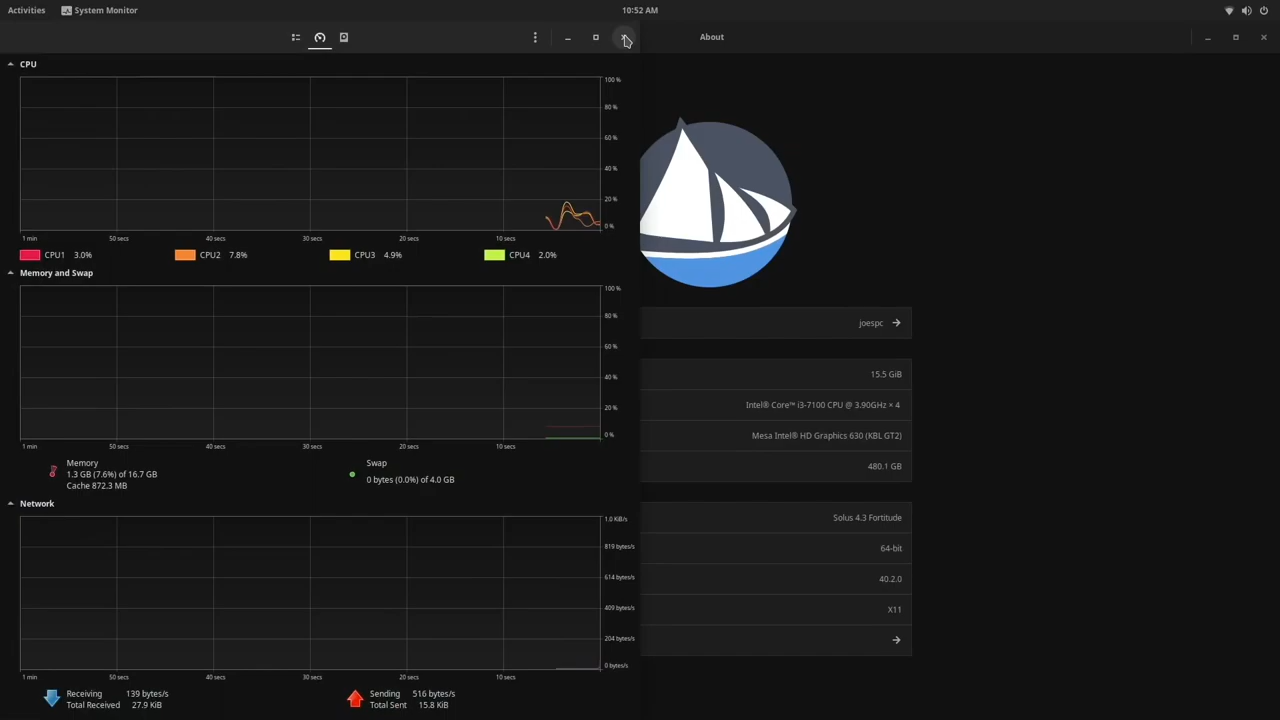 Activities
System Monitor
10:52 AM
About
CPU
100 %
80 %
60 %
40 %
20 %
0 %
1 min 50 secs 40 secs 30 secs 20 secs 10 secs
CPU1 3.0% CPU2 7.8% CPU3 4.9% CPU4 2.0%
Memory and Swap
100 %
80 %
60 %
40 %
20 %
0 %
1 min 50 secs 40 secs 30 secs 20 secs 10 secs
Memory
1.3 GB (7.6%) of 16.7 GB
Cache 872.3 MB
Swap
0 bytes (0.0%) of 4.0 GB
Network
1.0 KiB/s
819 bytes/s
614 bytes/s
409 bytes/s
204 bytes/s
0 bytes/s
1 min 50 secs 40 secs 30 secs 20 secs 10 secs
Receiving 139 bytes/s
Total Received 27.9 KiB
Sending 516 bytes/s
Total Sent 15.8 KiB
joespc
15.5 GiB
Intel® Core™ i3-7100 CPU @ 3.90GHz × 4
Mesa Intel® HD Graphics 630 (KBL GT2)
480.1 GB
Solus 4.3 Fortitude
64-bit
40.2.0
X11